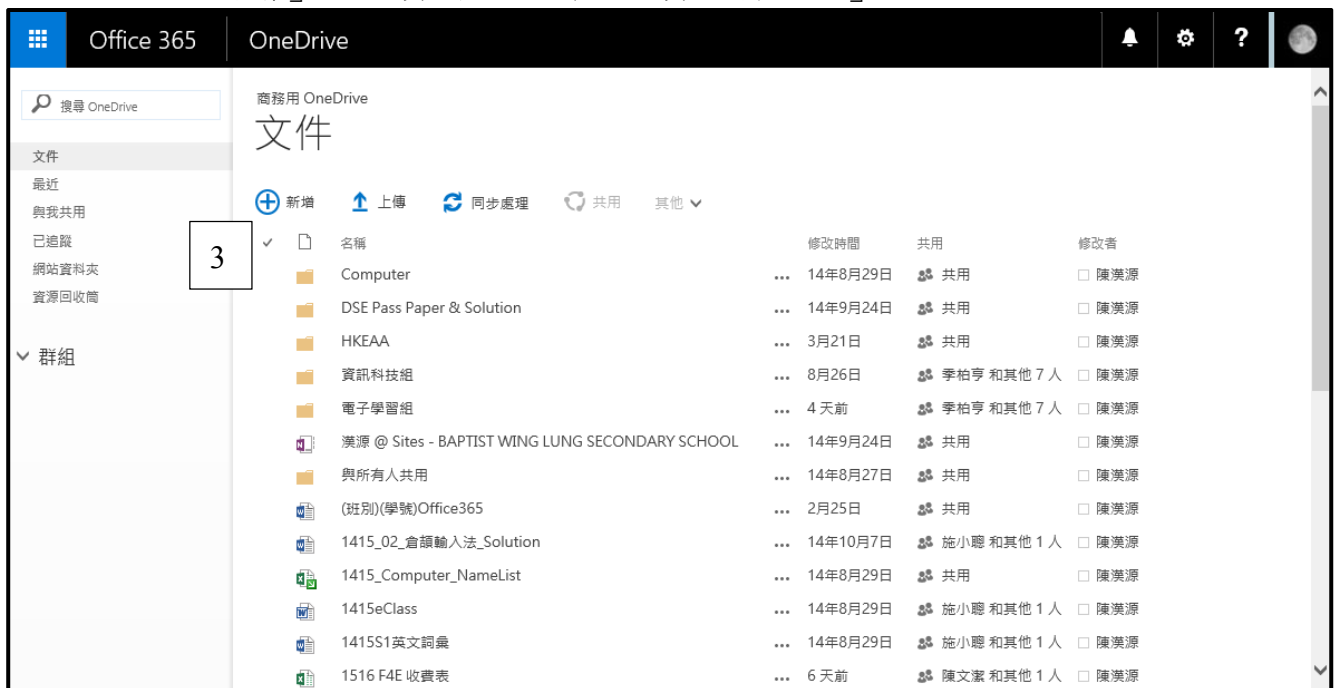 Office 365 OneDrive ?
搜尋 OneDrive
文件
最近
與我共用
已追蹤
網站資料夾
資源回收筒
群組
3
商務用 OneDrive
文件
新增 上傳 同步處理 共用 其他
名稱 修改時間 共用 修改者
Computer ... 14年8月29日 共用 陳漢源
DSE Pass Paper & Solution ... 14年9月24日 共用 陳漢源
HKEAA ... 3月21日 共用 陳漢源
資訊科技組 ... 8月26日 季柏亨 和其他 7 人 陳漢源
電子學習組 ... 4 天前 季柏亨 和其他 7 人 陳漢源
漢源 @ Sites - BAPTIST WING LUNG SECONDARY SCHOOL ... 14年9月24日 共用 陳漢源
與所有人共用 ... 14年8月27日 共用 陳漢源
(班別)(學號)Office365 ... 2月25日 共用 陳漢源
1415_02_倉頡輸入法_Solution ... 14年10月7日 施小聰 和其他 1 人 陳漢源
1415_Computer_NameList ... 14年8月29日 共用 陳漢源
1415eClass ... 14年8月29日 施小聰 和其他 1 人 陳漢源
1415S1英文詞彙 ... 14年8月29日 施小聰 和其他 1 人 陳漢源
1516 F4E 收費表 ... 6 天前 陳文潔 和其他 1 人 陳漢源